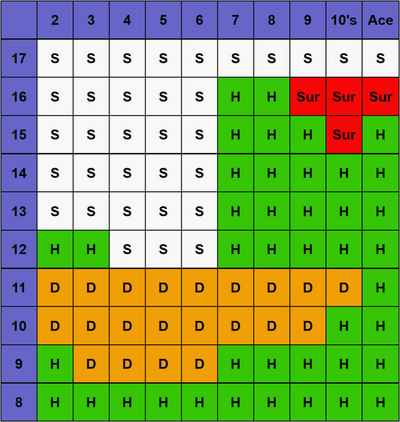 2 3 4 5 6 7 8 9 10's Ace
17 S S S S S S S S S S
16 S S S S S H H Sur Sur Sur
15 S S S S S H H H Sur H
14 S S S S S H H H H H
13 S S S S S H H H H H
12 H H S S S H H H H H
11 D D D D D D D D D H
10 D D D D D D D D H H
9 H D D D D H H H H H
8 H H H H H H H H H H